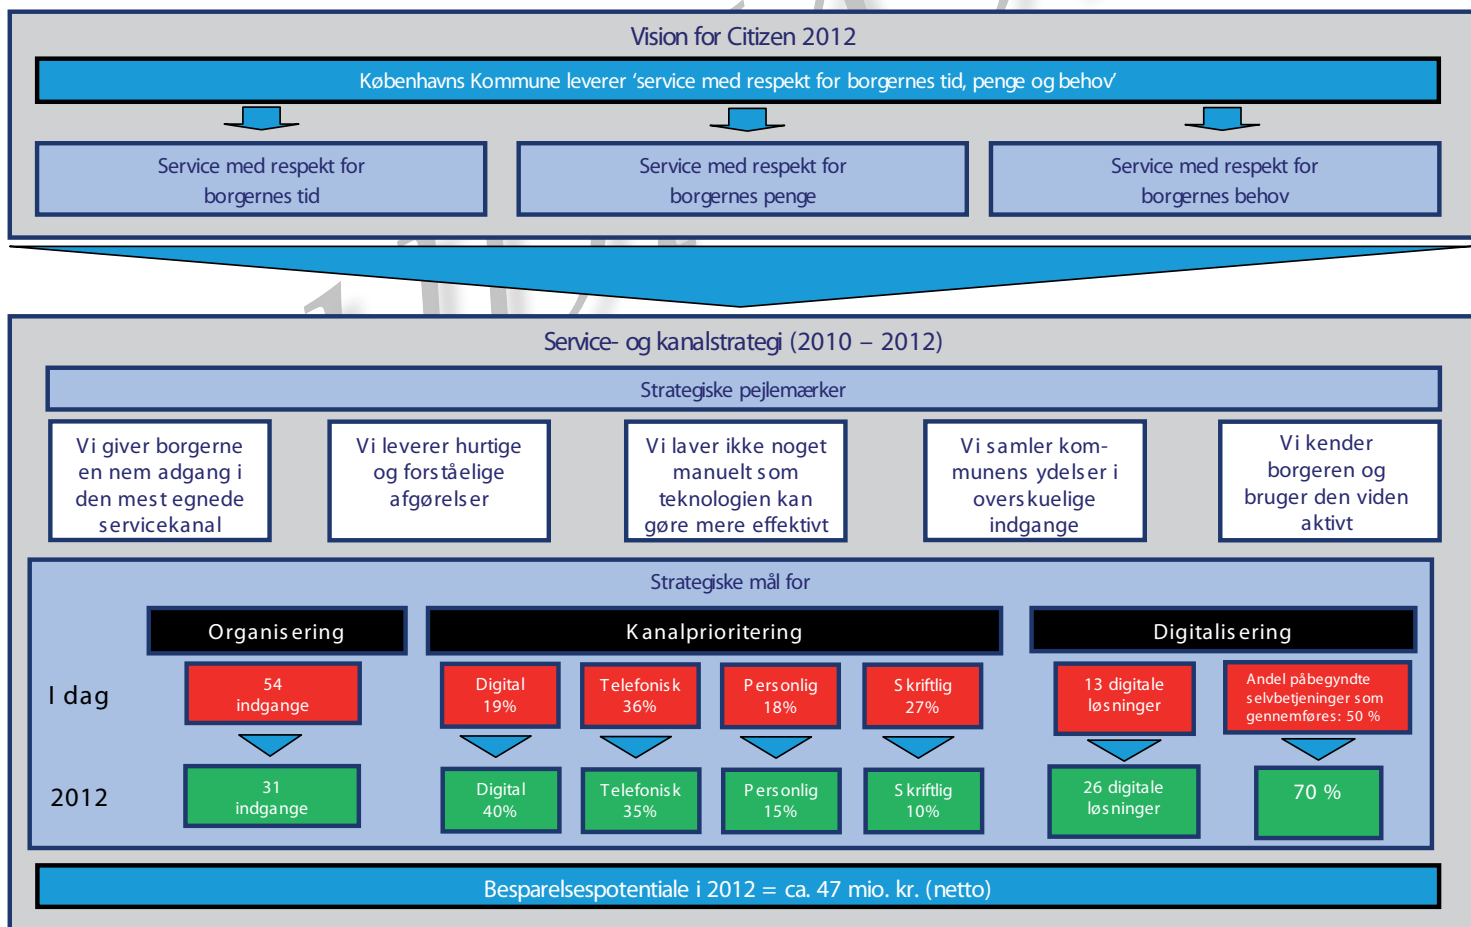 Vision for Citizen 2012
Københavns Kommune leverer ‘service med respekt for borgernes tid, penge og behov’
Service med respekt for
borgernes tid
Service med respekt for
borgernes penge
Service med respekt for
borgernes behov
Service- og kanalstrategi (2010 – 2012)
Strategiske pejlemærker
Vi giver borgerne
en nem adgang i
den mest egnede
servicekanal
Vi leverer hurtige
og forståelige
afgørelser
Vi laver ikke noget
manuelt som
teknologien kan
gøre mere effektivt
Vi samler kom-
munens ydelser i
overskuelige
indgange
Vi kender
borgeren og
bruger den viden
aktivt
Strategiske mål for
Organisering
Kanalprioritering
Digitalisering
I dag
54
indgange
Digital
19%
Telefonisk
36%
Personlig
18%
Skriftlig
27%
13 digitale
løsninger
Andel påbegyndte
selvbetjeninger som
gennemføres: 50 %
2012
31
indgange
Digital
40%
Telefonisk
35%
Personlig
15%
Skriftlig
10%
26 digitale
løsninger
70 %
Besparelsespotentiale i 2012 = ca. 47 mio. kr. (netto)